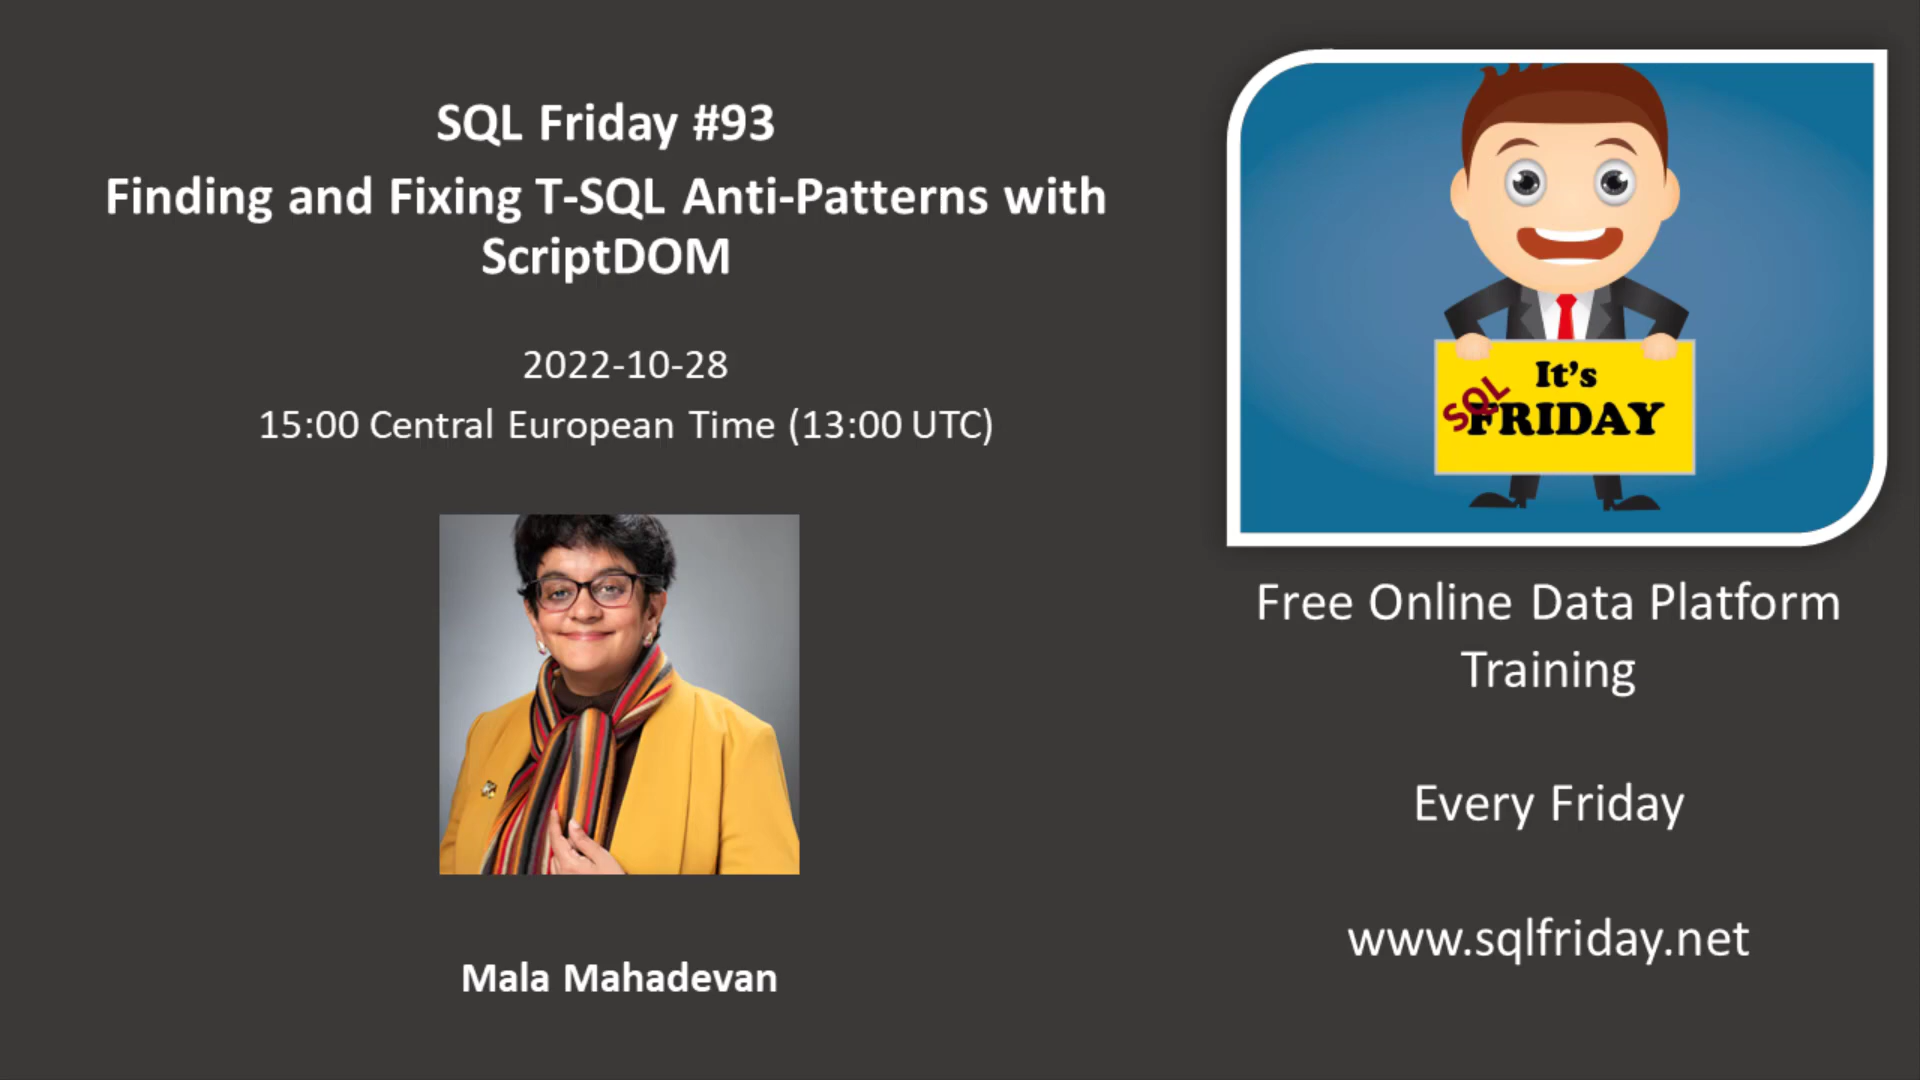 SQL Friday #93
Finding and Fixing T-SQL Anti-Patterns with
ScriptDOM
2022-10-28
15:00 Central European Time (13:00 UTC)
Mala Mahadevan
It's
SQL
FRIDAY
Free Online Data Platform
Training
Every Friday
www.sqlfriday.net